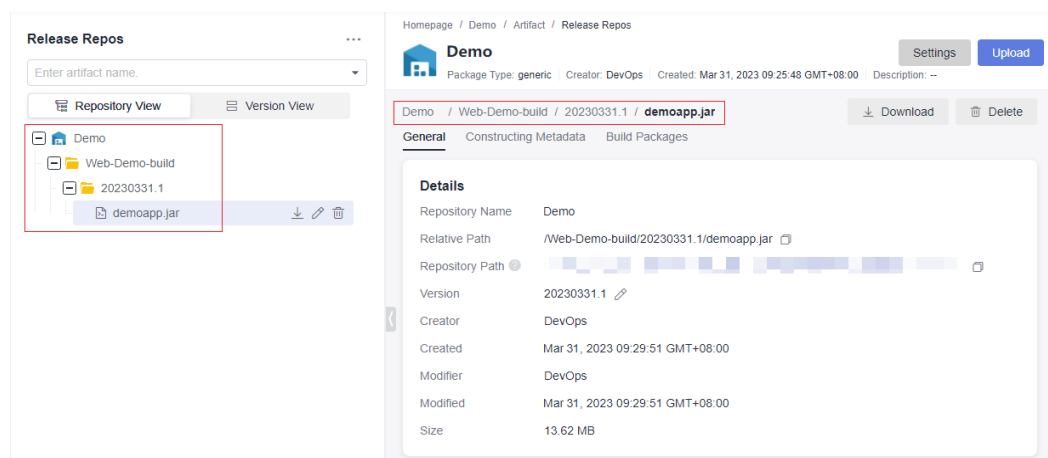 Release Repos
...
Enter artifact name.
Repository View
Version View
Demo
Web-Demo-build
20230331.1
demoapp.jar
Homepage / Demo / Artifact / Release Repos
Demo
Settings
Upload
Package Type: generic Creator: DevOps Created: Mar 31, 2023 09:25:48 GMT+08:00 Description: --
Demo / Web-Demo-build / 20230331.1 / demoapp.jar
Download
Delete
General Constructing Metadata Build Packages
Details
Repository Name Demo
Relative Path /Web-Demo-build/20230331.1/demoapp.jar
Repository Path
Version 20230331.1
Creator DevOps
Created Mar 31, 2023 09:29:51 GMT+08:00
Modifier DevOps
Modified Mar 31, 2023 09:29:51 GMT+08:00
Size 13.62 MB